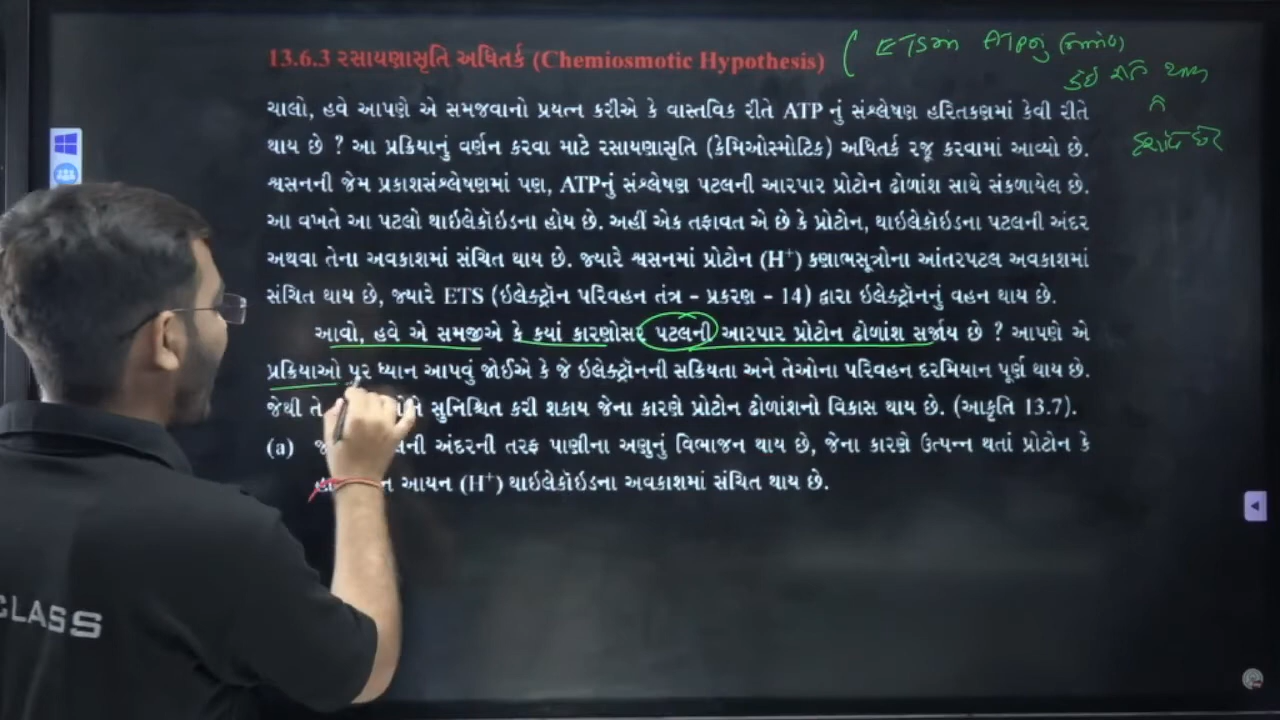 13.6.3 રસાયણાસૃતિ અધિતર્ક (Chemiosmotic Hypothesis)
ચાલો, હવે આપણે એ સમજવાનો પ્રયત્ન કરીએ કે વાસ્તવિક રીતે ATP નું સંશ્લેષણ હરિતકણમાં કેવી રીતે
થાય છે ? આ પ્રક્રિયાનું વર્ણન કરવા માટે રસાયણાસૃતિ (કેમિઓસ્મોટિક) અધિતર્ક રજૂ કરવામાં આવ્યો છે.
શ્વસનની જેમ પ્રકાશસંશ્લેષણમાં પણ, ATPનું સંશ્લેષણ પટલની આરપાર પ્રોટોન ઢોળાંશ સાથે સંકળાયેલ છે.
આ વખતે આ પટલો થાઇલેકૉઇડના હોય છે. અહીં એક તફાવત એ છે કે પ્રોટોન, થાઇલેકૉઇડના પટલની અંદર
અથવા તેના અવકાશમાં સંચિત થાય છે. જ્યારે શ્વસનમાં પ્રોટોન (H⁺) કણાભસૂત્રોના આંતરપટલ અવકાશમાં
સંચિત થાય છે, જ્યારે ETS (ઇલેક્ટ્રૉન પરિવહન તંત્ર - પ્રકરણ - 14) દ્વારા ઇલેક્ટ્રૉનનું વહન થાય છે.
આવો, હવે એ સમજીએ કે કયાં કારણોસર પટલની આરપાર પ્રોટોન ઢોળાંશ સર્જાય છે ? આપણે એ
પ્રક્રિયાઓ પર ધ્યાન આપવું જોઈએ કે જે ઇલેક્ટ્રૉનની સક્રિયતા અને તેઓના પરિવહન દરમિયાન પૂર્ણ થાય છે.
જેથી તે સુનિશ્ચિત કરી શકાય જેના કારણે પ્રોટોન ઢોળાંશનો વિકાસ થાય છે. (આકૃતિ 13.7).
(a) અંદરની તરફ પાણીના અણુનું વિભાજન થાય છે, જેના કારણે ઉત્પન્ન થતાં પ્રોટોન કે
આયન (H⁺) થાઇલેકૉઇડના અવકાશમાં સંચિત થાય છે.
CLASS